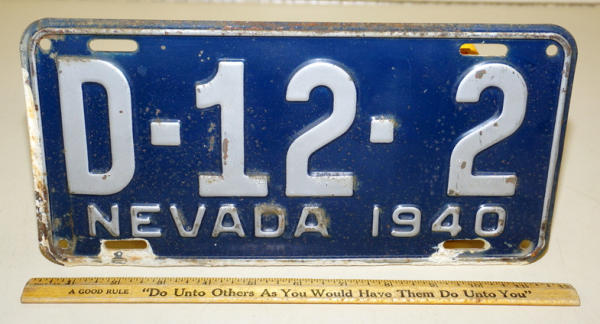 D·12·2
NEVADA 1940
A GOOD RULE "Do Unto Others As You Would Have Them Do Unto You"